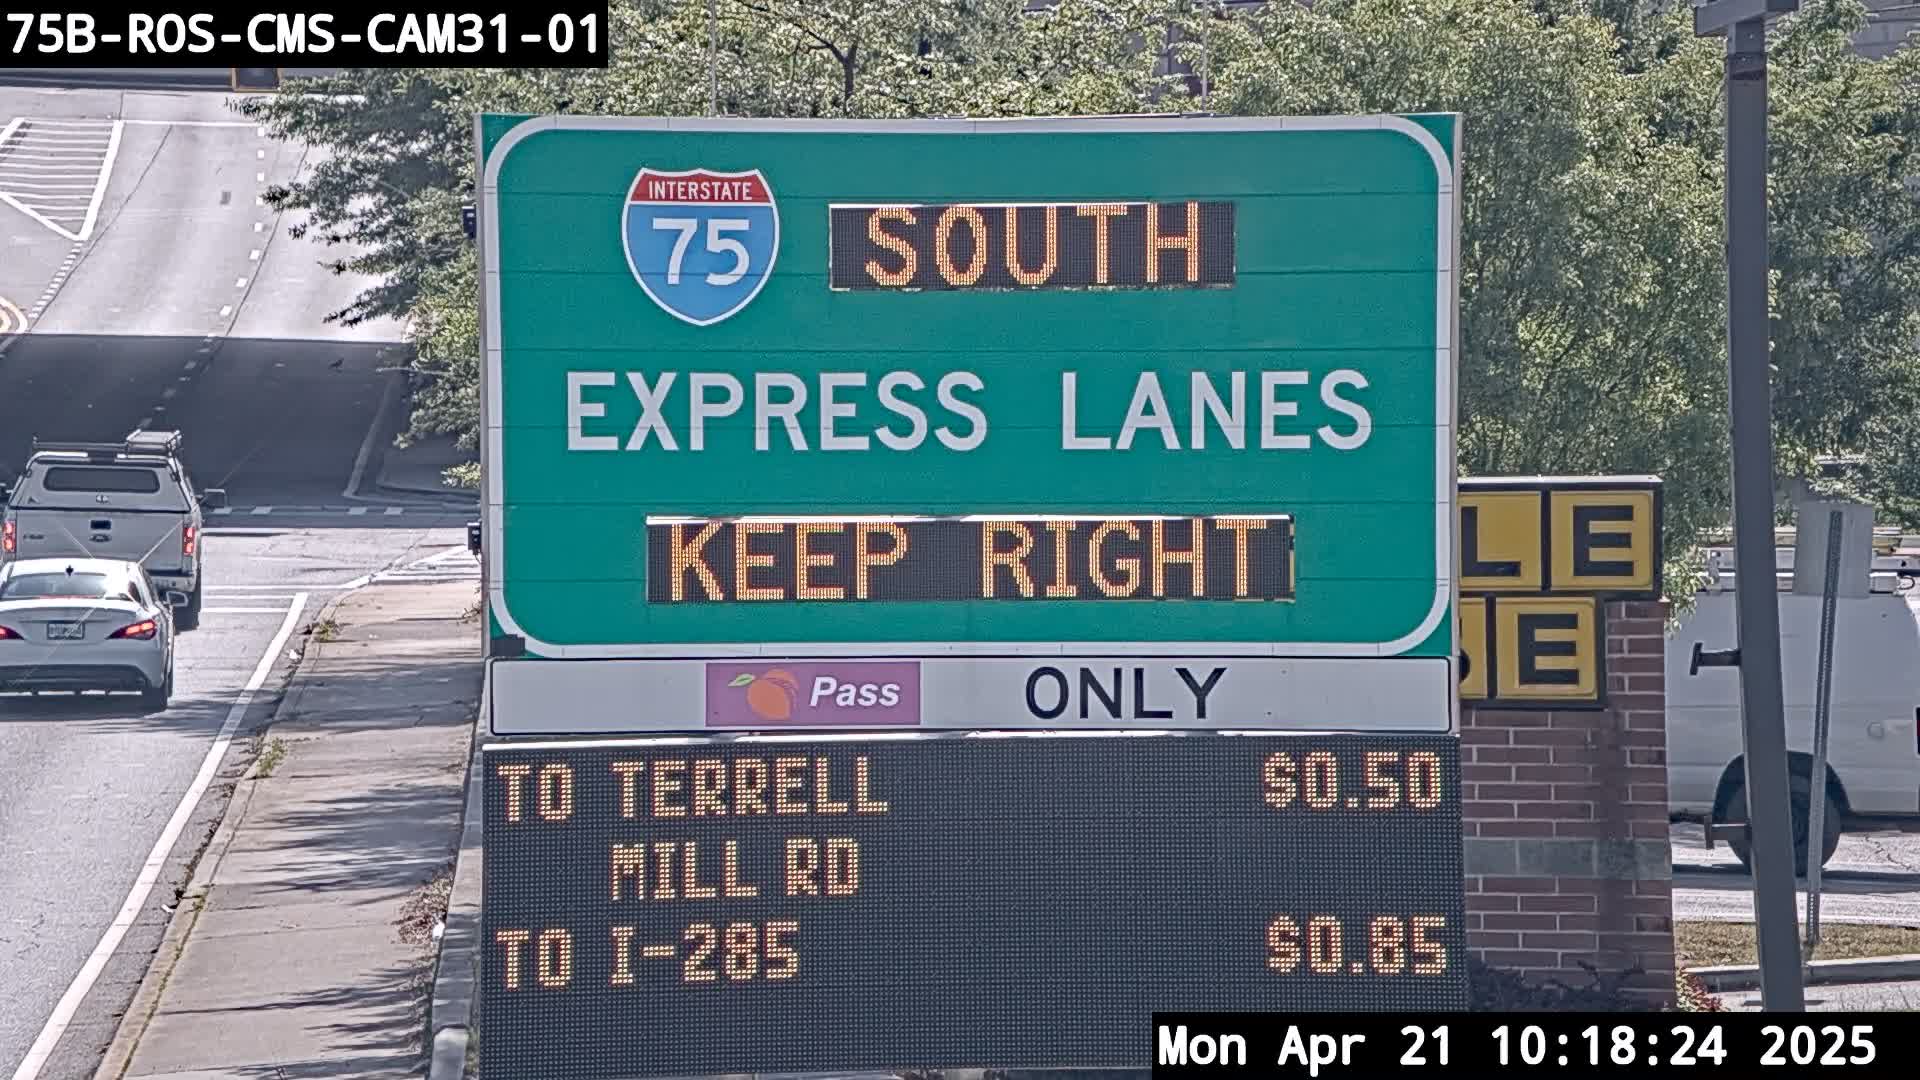 75B-ROS-CMS-CAM31-01
INTERSTATE
75
SOUTH
EXPRESS LANES
KEEP RIGHT
Pass ONLY
TO TERRELL $0.50
MILL RD
TO I-285 $0.85
LE
E
Mon Apr 21 10:18:24 2025